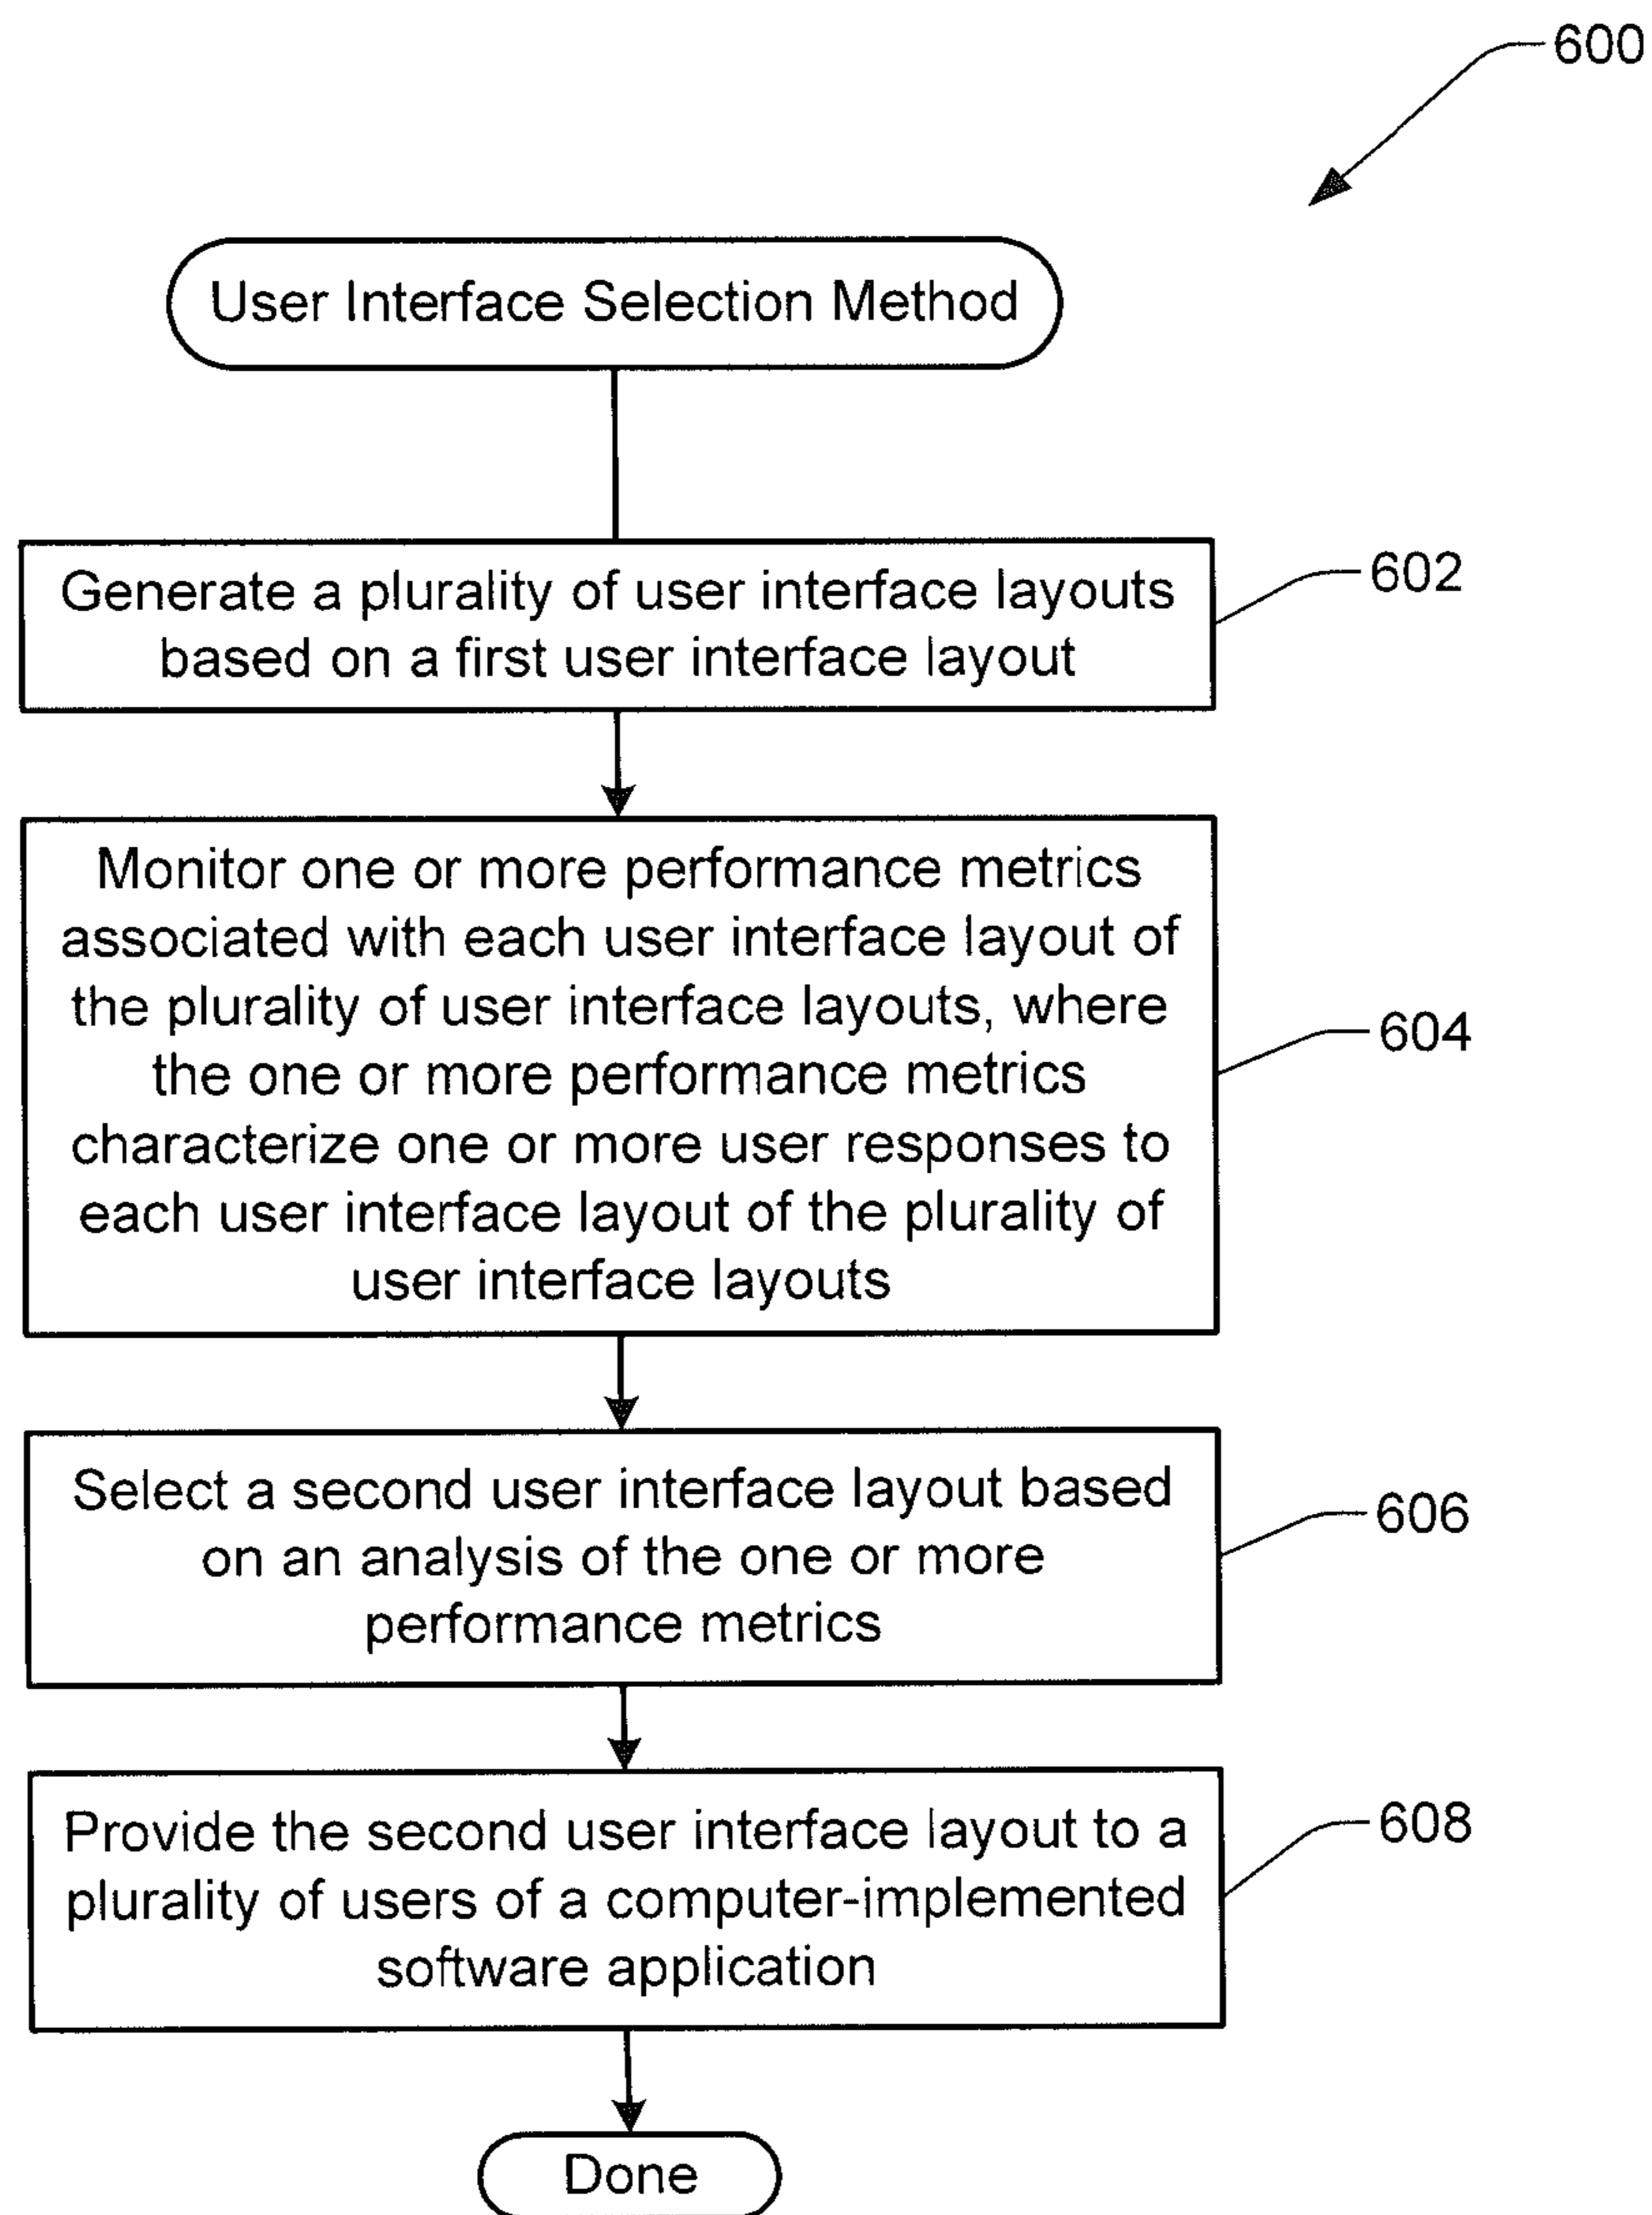 600
User Interface Selection Method
Generate a plurality of user interface layouts
based on a first user interface layout
602
Monitor one or more performance metrics
associated with each user interface layout of
the plurality of user interface layouts, where
the one or more performance metrics
characterize one or more user responses to
each user interface layout of the plurality of
user interface layouts
604
Select a second user interface layout based
on an analysis of the one or more
performance metrics
606
Provide the second user interface layout to a
plurality of users of a computer-implemented
software application
608
Done